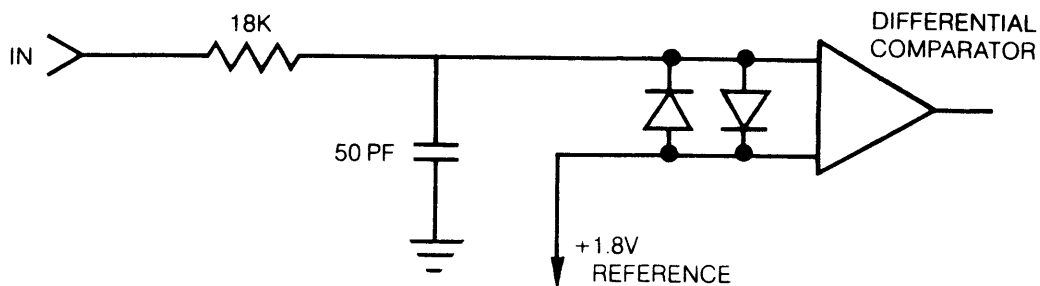 18K
DIFFERENTIAL
COMPARATOR
IN
50 PF
+1.8V
REFERENCE